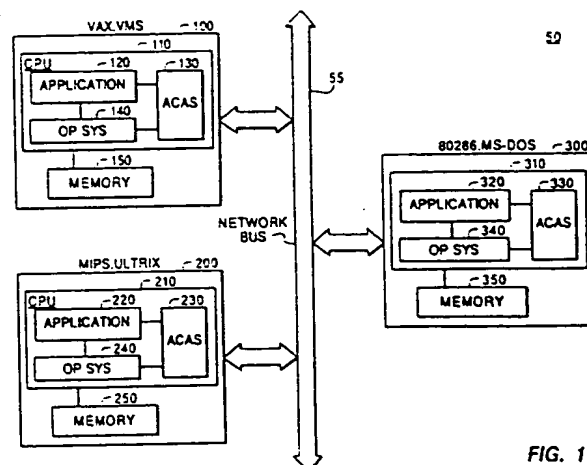 VAX.VMS 100
110
CPU 120 130
APPLICATION
ACAS
140
OP SYS
150
MEMORY
55
50
NETWORK
BUS
80286.MS-DOS 300
310
320 330
APPLICATION
ACAS
340
OP SYS
350
MEMORY
MIPS.ULTRIX 200
210
CPU 220 230
APPLICATION
ACAS
240
OP SYS
250
MEMORY
FIG. 1